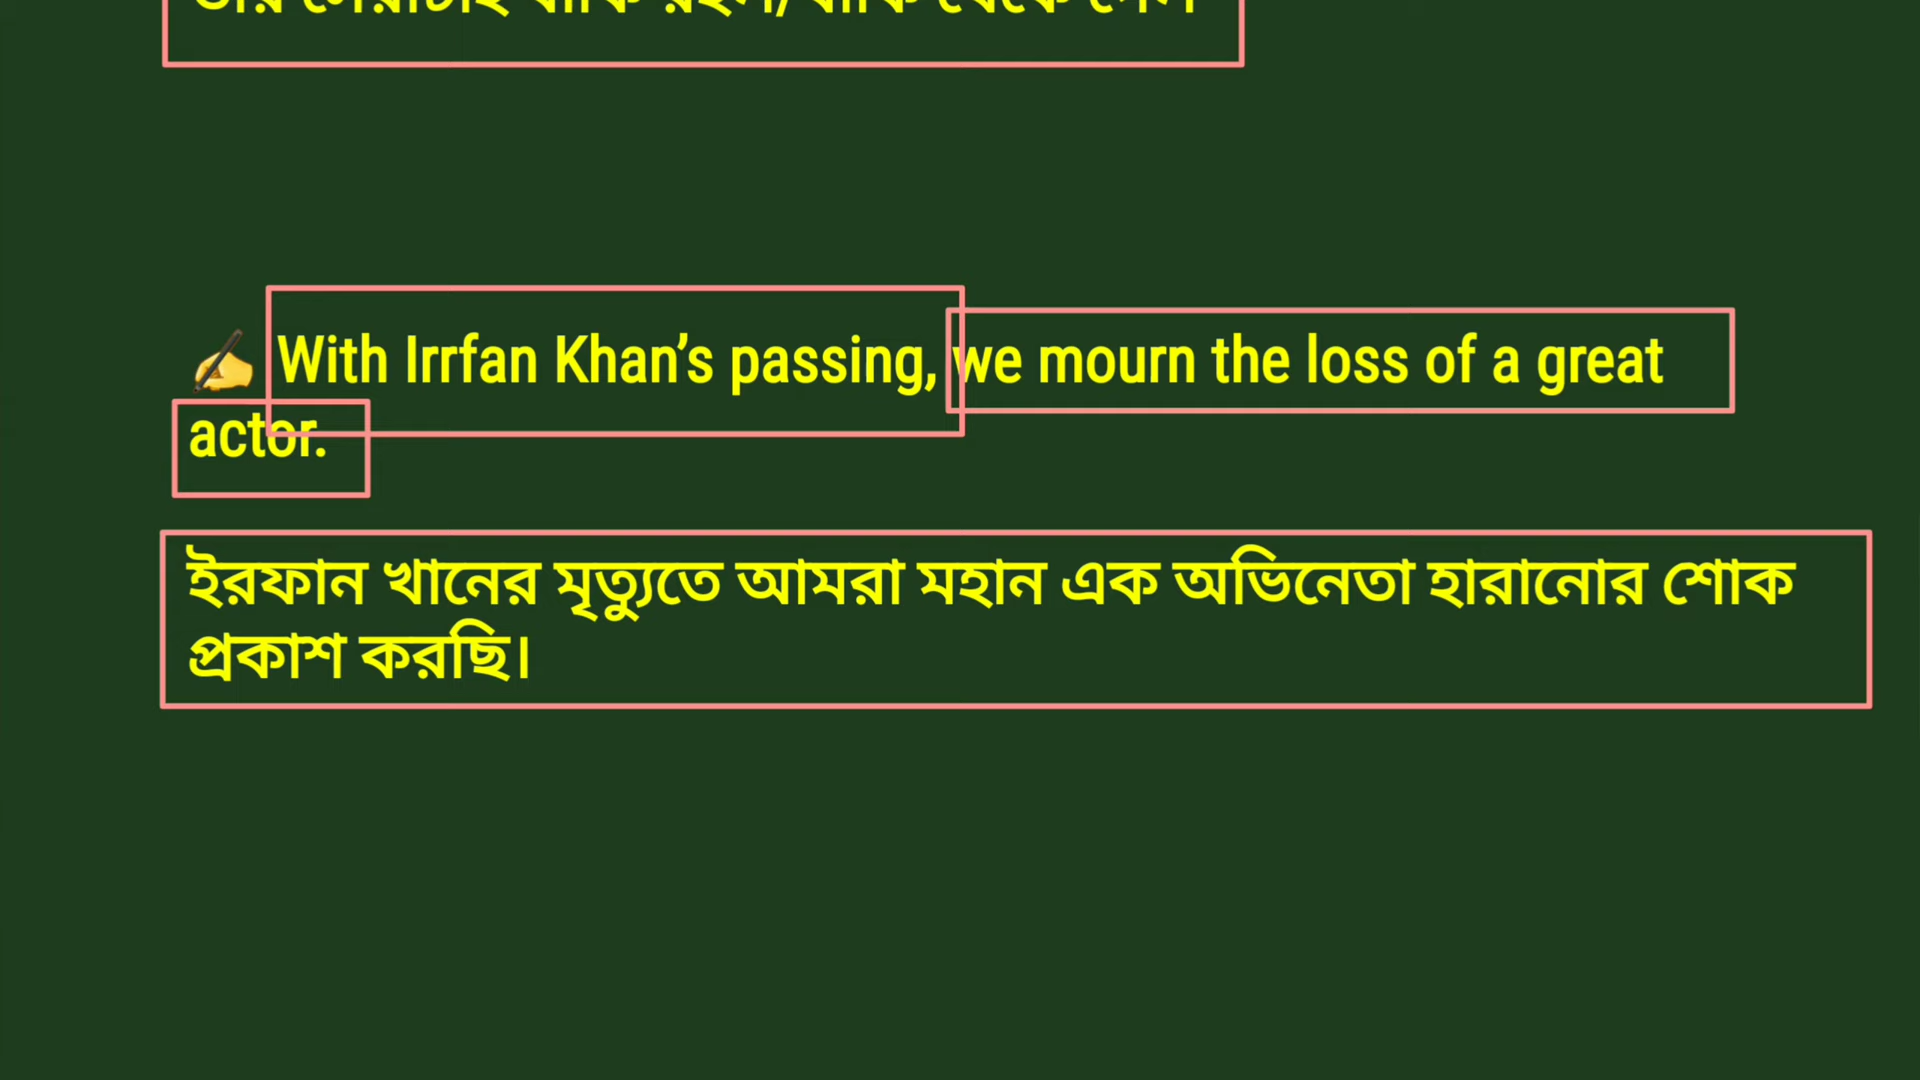 বাকি থেকে গেল
✍️ With Irrfan Khan’s passing, we mourn the loss of a great
actor.
ইরফান খানের মৃত্যুতে আমরা মহান এক অভিনেতা হারানোর শোক
প্রকাশ করছি।